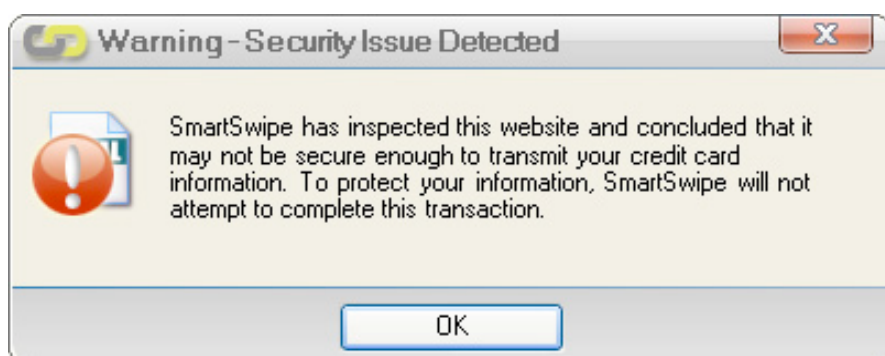 Warning - Security Issue Detected
SmartSwipe has inspected this website and concluded that it
may not be secure enough to transmit your credit card
information. To protect your information, SmartSwipe will not
attempt to complete this transaction.
OK